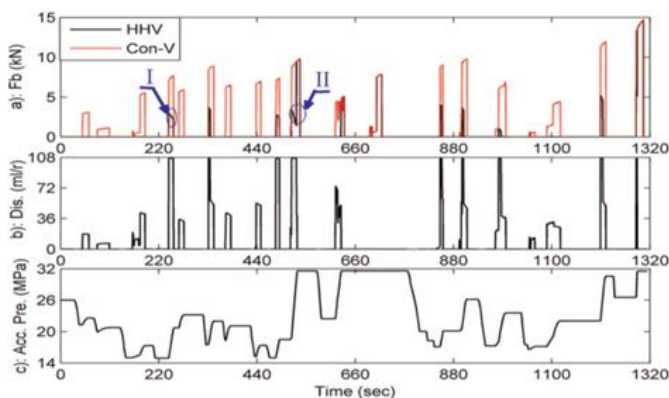 HHV
Con-V
a): Fb (kN)
15
10
5
0
I
II
0 220 440 660 880 1100 1320
b): Dis. (ml/r)
108
72
36
0
0 220 440 660 880 1100 1320
c): Acc. Pre. (MPa)
32
26
20
14
0 220 440 660 880 1100 1320
Time (sec)